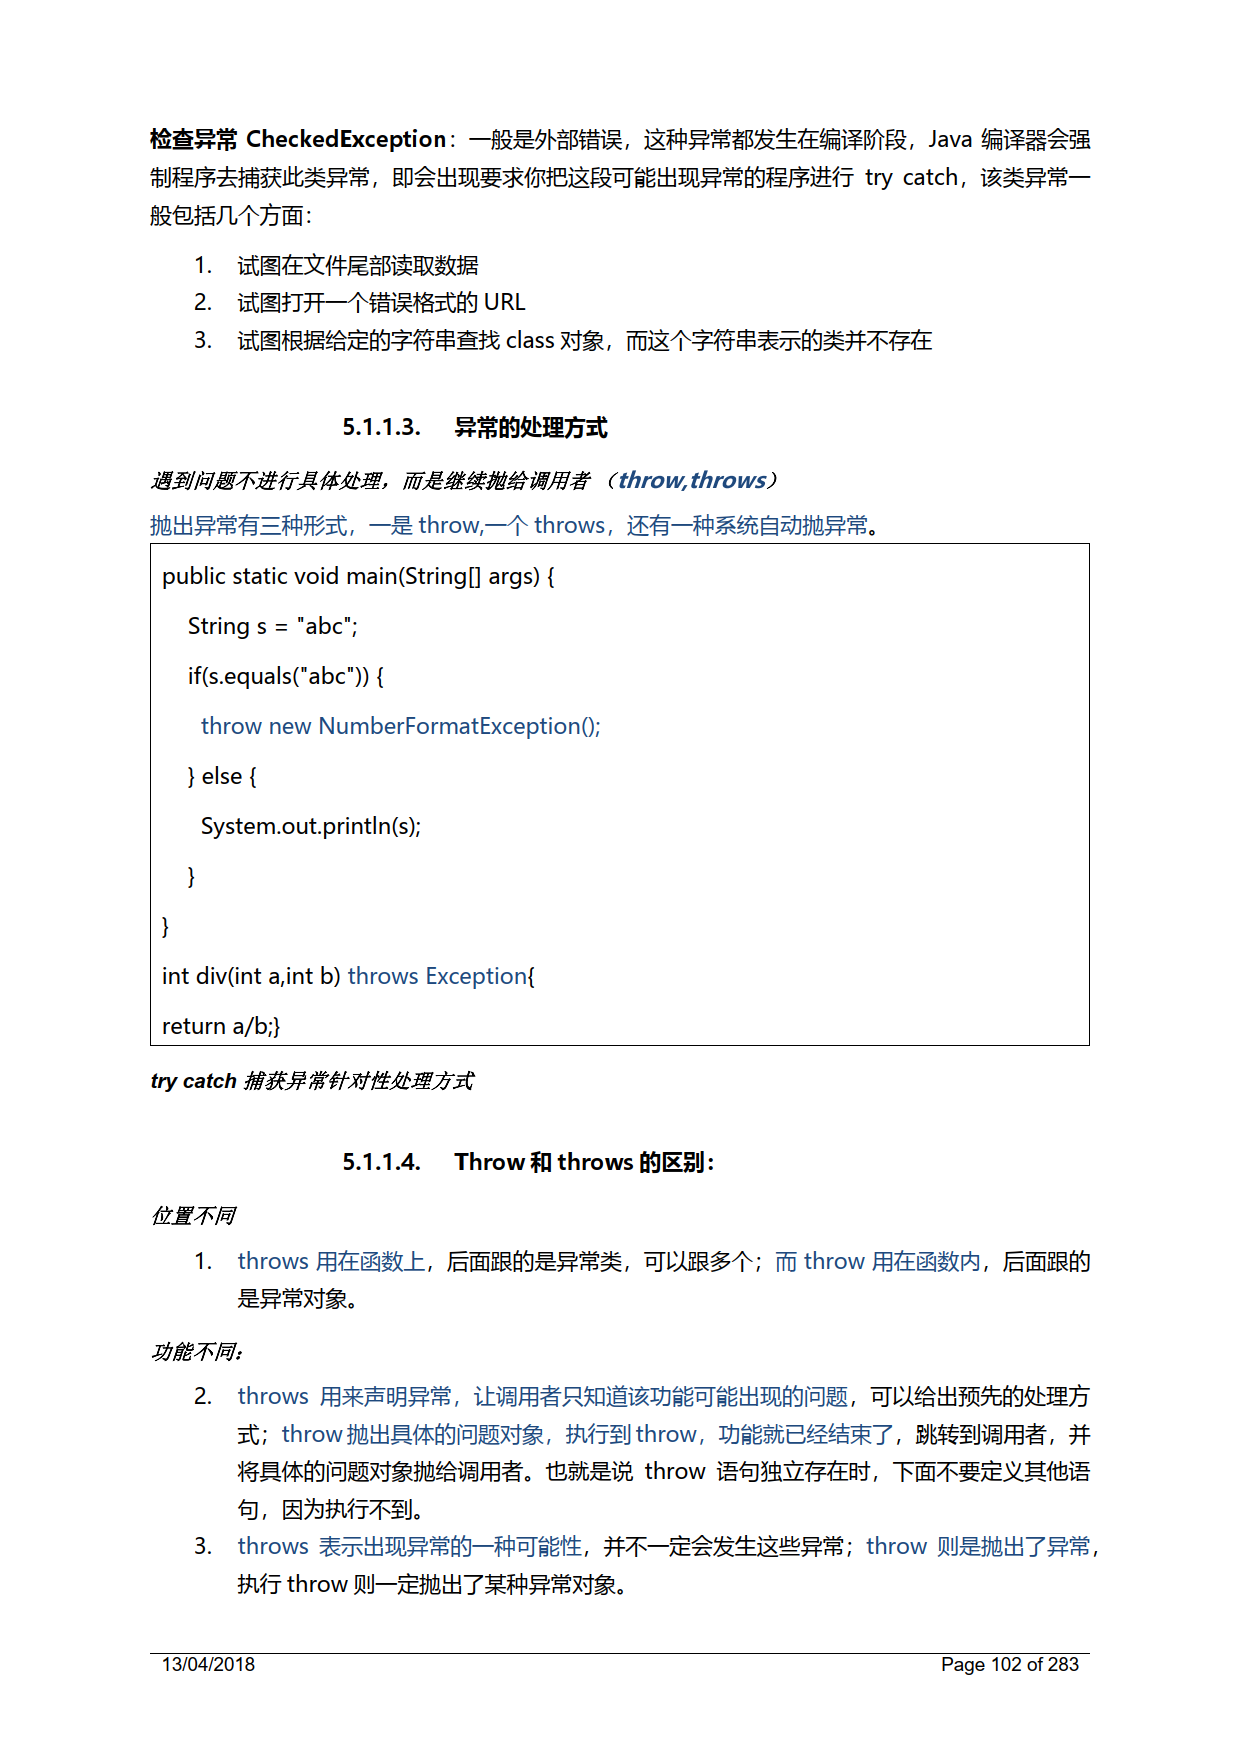 检查异常 CheckedException：一般是外部错误，这种异常都发生在编译阶段，Java 编译器会强
制程序去捕获此类异常，即会出现要求你把这段可能出现异常的程序进行 try catch，该类异常一
般包括几个方面：
1. 试图在文件尾部读取数据
2. 试图打开一个错误格式的 URL
3. 试图根据给定的字符串查找 class 对象，而这个字符串表示的类并不存在
5.1.1.3. 异常的处理方式
遇到问题不进行具体处理，而是继续抛给调用者 （throw,throws）
抛出异常有三种形式，一是 throw,一个 throws，还有一种系统自动抛异常。
public static void main(String[] args) {
String s = "abc";
if(s.equals("abc")) {
throw new NumberFormatException();
} else {
System.out.println(s);
}
}
int div(int a,int b) throws Exception{
return a/b;}
try catch 捕获异常针对性处理方式
5.1.1.4. Throw 和 throws 的区别：
位置不同
1. throws 用在函数上，后面跟的是异常类，可以跟多个；而 throw 用在函数内，后面跟的
是异常对象。
功能不同：
2. throws 用来声明异常，让调用者只知道该功能可能出现的问题，可以给出预先的处理方
式；throw 抛出具体的问题对象，执行到 throw，功能就已经结束了，跳转到调用者，并
将具体的问题对象抛给调用者。也就是说 throw 语句独立存在时，下面不要定义其他语
句，因为执行不到。
3. throws 表示出现异常的一种可能性，并不一定会发生这些异常；throw 则是抛出了异常，
执行 throw 则一定抛出了某种异常对象。
13/04/2018 Page 102 of 283